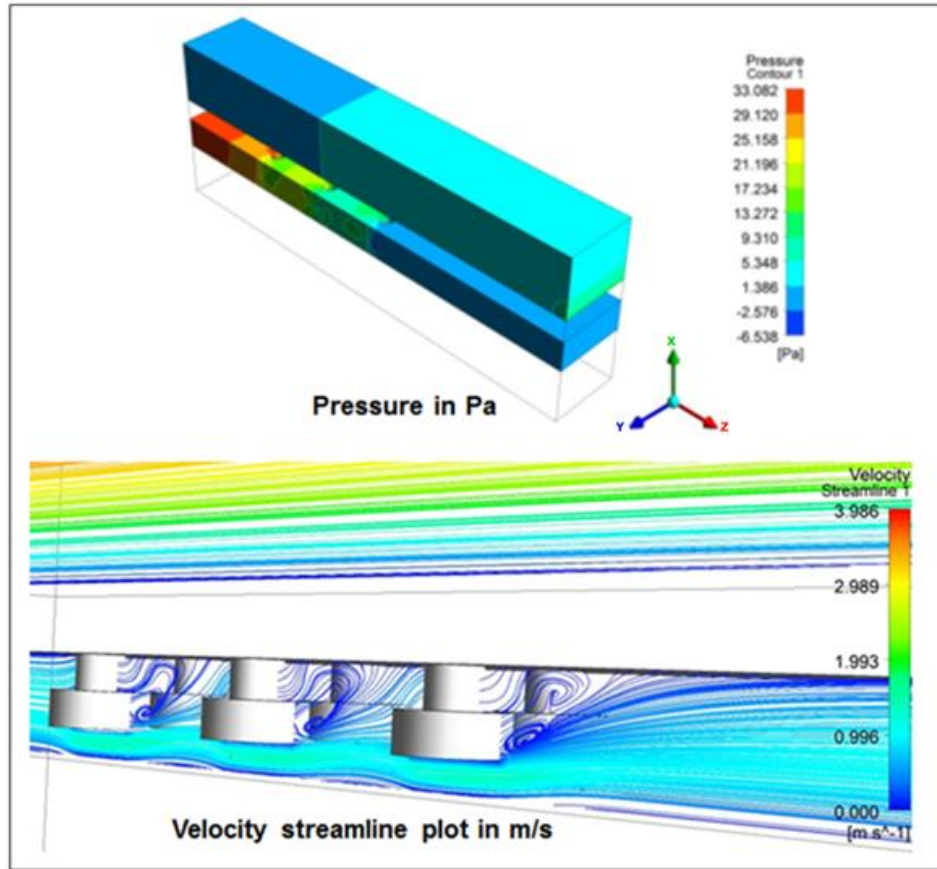 Pressure
Contour 1
33.082
29.120
25.158
21.196
17.234
13.272
9.310
5.348
1.386
-2.576
-6.538
[Pa]
X
Y
Z
Pressure in Pa
Velocity
Streamline 1
3.986
2.989
1.993
0.996
0.000
[m s^-1]
Velocity streamline plot in m/s